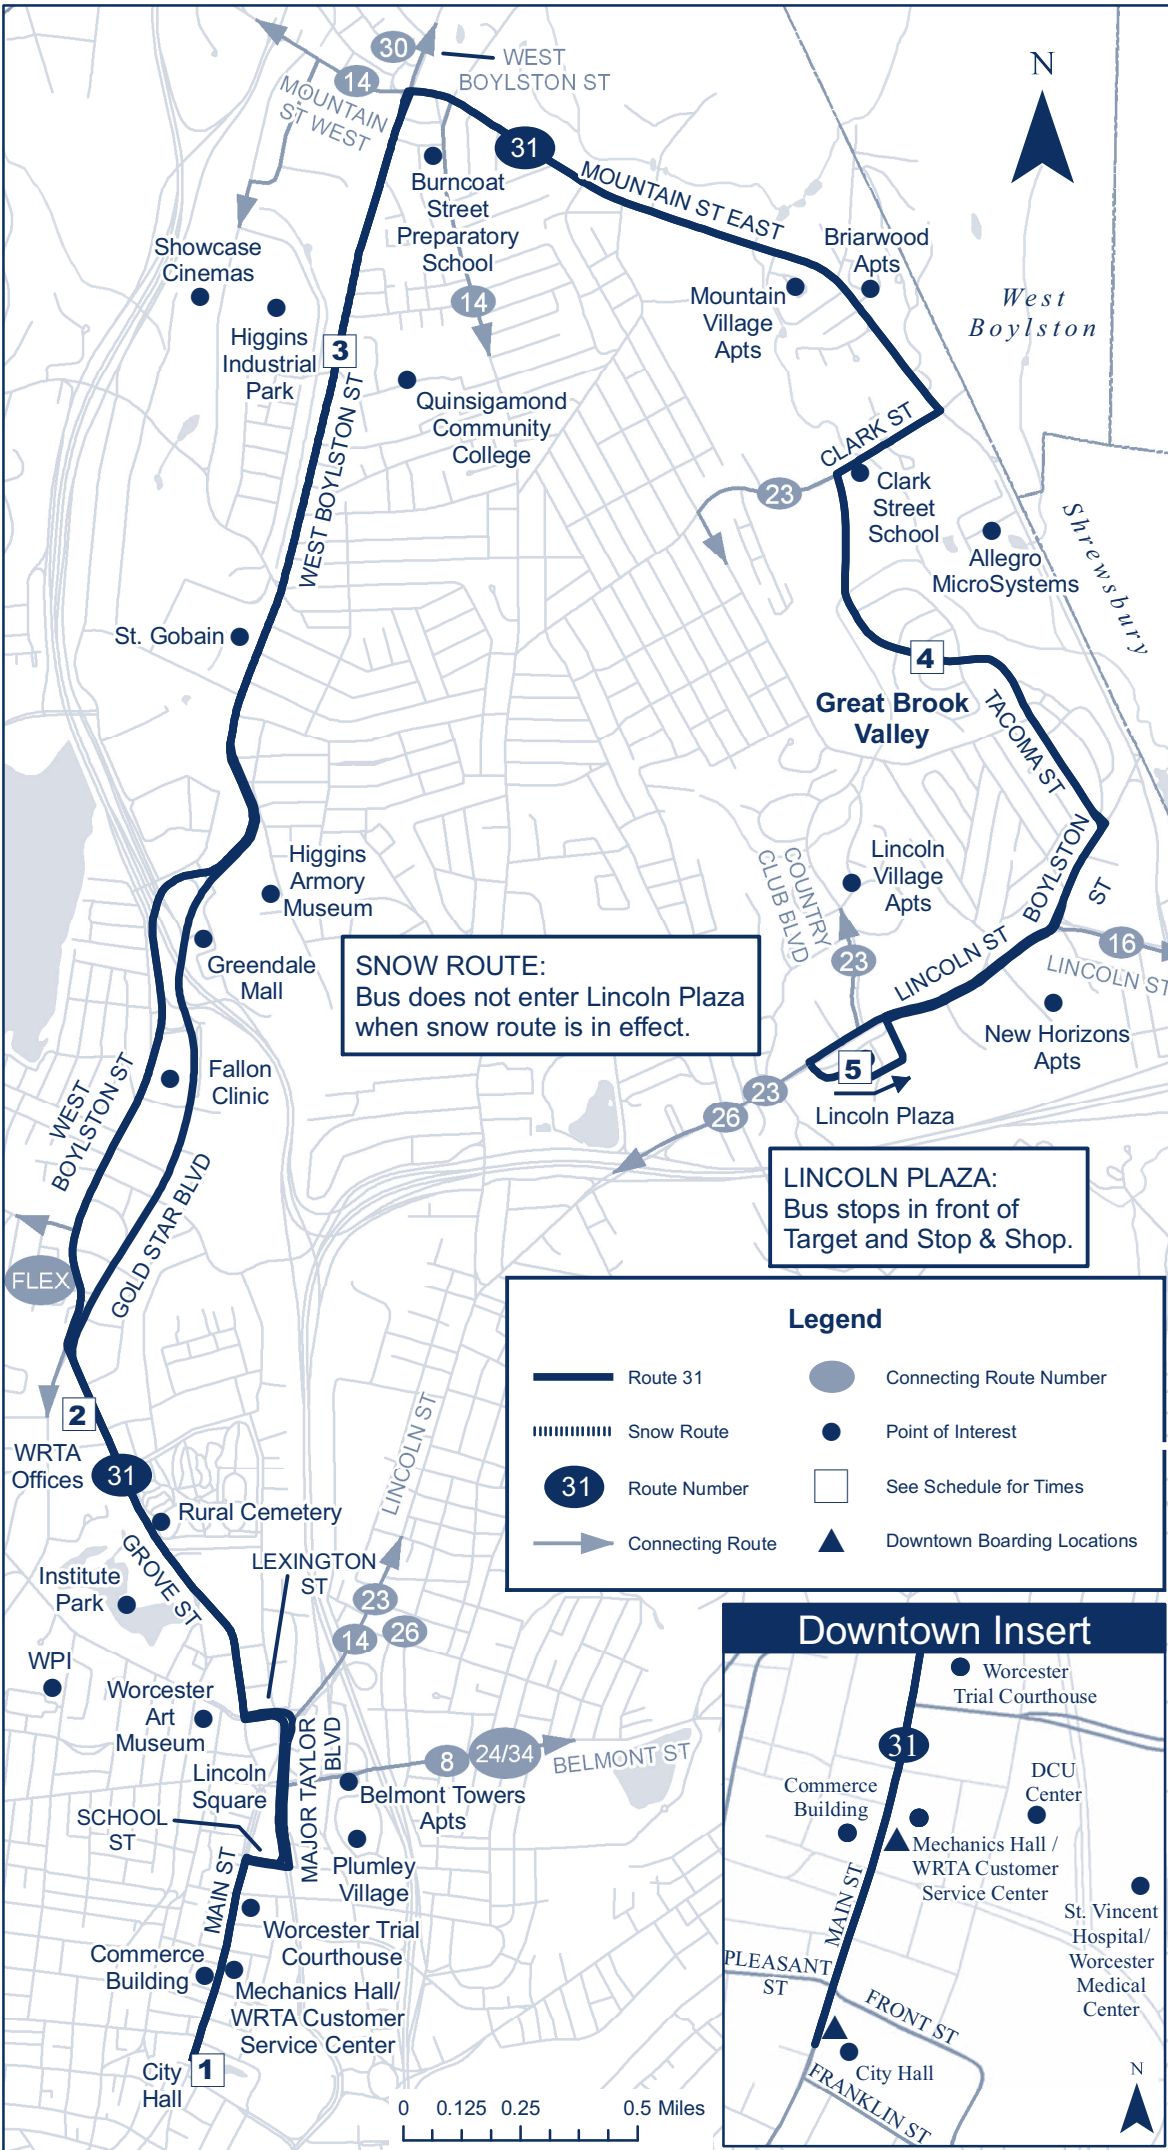 30
WEST
BOYLSTON ST
14
MOUNTAIN
ST WEST
N
31
MOUNTAIN ST EAST
Burncoat
Street
Preparatory
School
Showcase
Cinemas
Briarwood
Apts
Mountain
Village
Apts
West
Boylston
14
Higgins
Industrial
Park
3
WEST BOYLSTON ST
Quinsigamond
Community
College
CLARK ST
23
Clark
Street
School
Shrewsbury
Allegro
MicroSystems
St. Gobain
4
Great Brook
Valley
TACOMA ST
Higgins
Armory
Museum
COUNTRY
CLUB BLVD
Lincoln
Village
Apts
BOYLSTON
ST
Greendale
Mall
SNOW ROUTE:
Bus does not enter Lincoln Plaza
when snow route is in effect.
23
LINCOLN ST
16
LINCOLN ST
New Horizons
Apts
WEST
BOYLSTON ST
Fallon
Clinic
5
23
26
Lincoln Plaza
GOLD STAR BLVD
LINCOLN PLAZA:
Bus stops in front of
Target and Stop & Shop.
FLEX
Legend
Route 31
Connecting Route Number
Snow Route
Point of Interest
31
Route Number
See Schedule for Times
Connecting Route
Downtown Boarding Locations
2
WRTA
Offices
31
LINCOLN ST
Rural Cemetery
GROVE ST
LEXINGTON
ST
Institute
Park
23
14
26
WPI
Worcester
Art
Museum
MAJOR TAYLOR
BLVD
8
24/34
BELMONT ST
Lincoln
Square
Belmont Towers
Apts
SCHOOL
ST
Plumley
Village
MAIN ST
Worcester Trial
Courthouse
Commerce
Building
Mechanics Hall/
WRTA Customer
Service Center
City
Hall
1
0
0.125
0.25
0.5 Miles
Downtown Insert
Worcester
Trial Courthouse
31
Commerce
Building
DCU
Center
Mechanics Hall /
WRTA Customer
Service Center
MAIN ST
St. Vincent
Hospital/
Worcester
Medical
Center
PLEASANT
ST
FRONT ST
City Hall
FRANKLIN ST
N